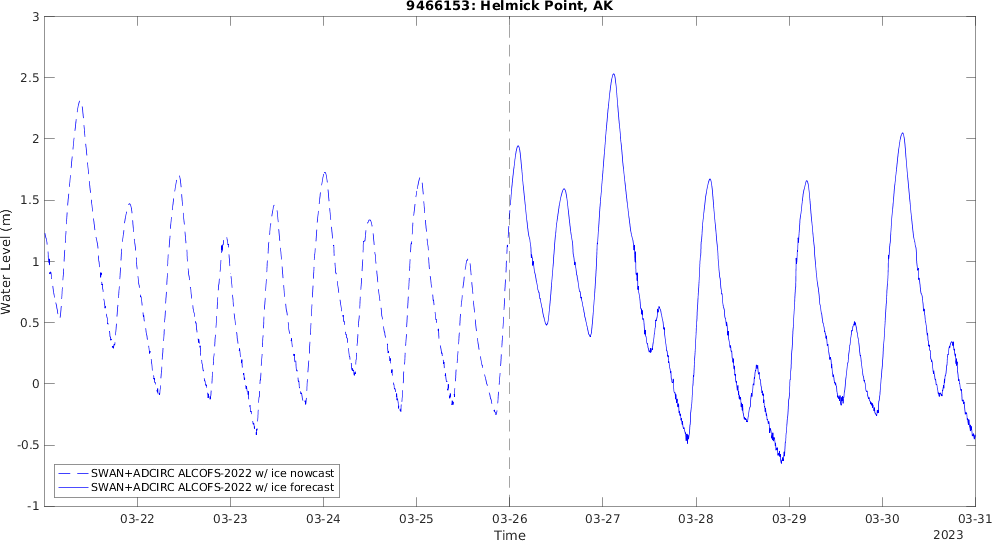 9466153: Helmick Point, AK
3
2.5
2
1.5
1
0.5
0
-0.5
-1
Water Level (m)
SWAN+ADCIRC ALCOFS-2022 w/ ice nowcast
SWAN+ADCIRC ALCOFS-2022 w/ ice forecast
03-22 03-23 03-24 03-25 03-26 03-27 03-28 03-29 03-30 03-31
Time
2023